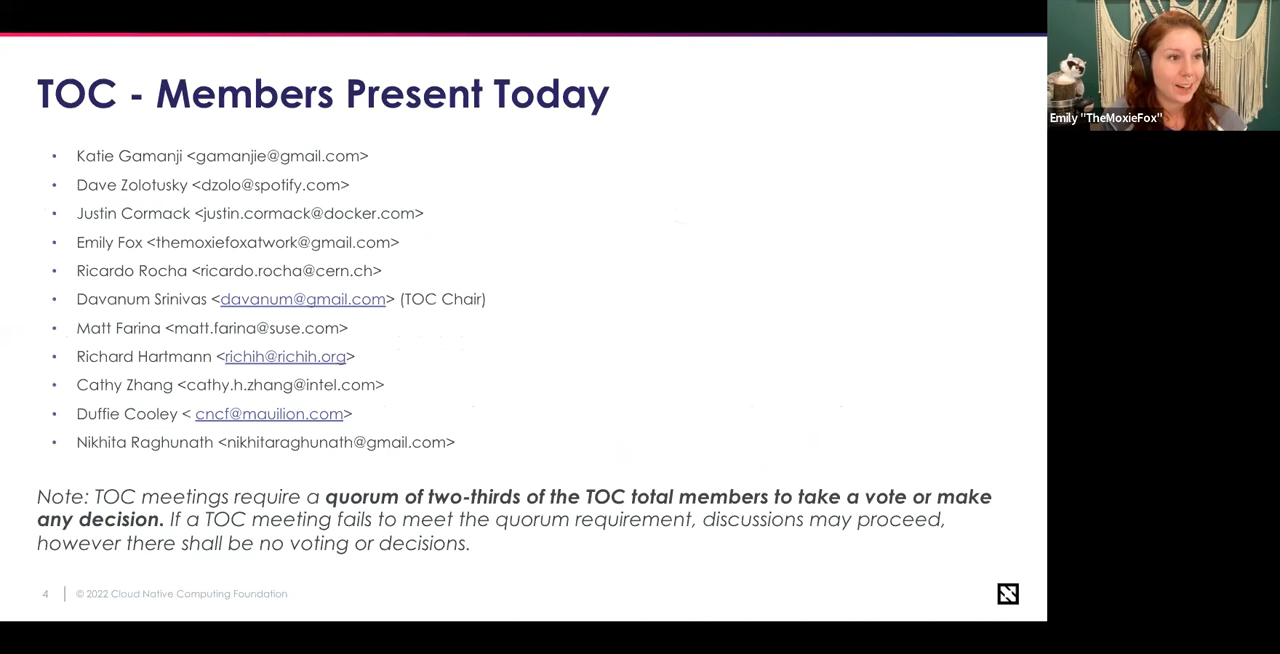 TOC - Members Present Today
Emily "TheMoxieFox"
• Katie Gamanji <gamanjie@gmail.com>
• Dave Zolotusky <dzolo@spotify.com>
• Justin Cormack <justin.cormack@docker.com>
• Emily Fox <themoxiefoxatwork@gmail.com>
• Ricardo Rocha <ricardo.rocha@cern.ch>
• Davanum Srinivas <davanum@gmail.com> (TOC Chair)
• Matt Farina <matt.farina@suse.com>
• Richard Hartmann <richih@richih.org>
• Cathy Zhang <cathy.h.zhang@intel.com>
• Duffie Cooley < cncf@mauilion.com>
• Nikhita Raghunath <nikhitaraghunath@gmail.com>
Note: TOC meetings require a quorum of two-thirds of the TOC total members to take a vote or make
any decision. If a TOC meeting fails to meet the quorum requirement, discussions may proceed,
however there shall be no voting or decisions.
4 | © 2022 Cloud Native Computing Foundation